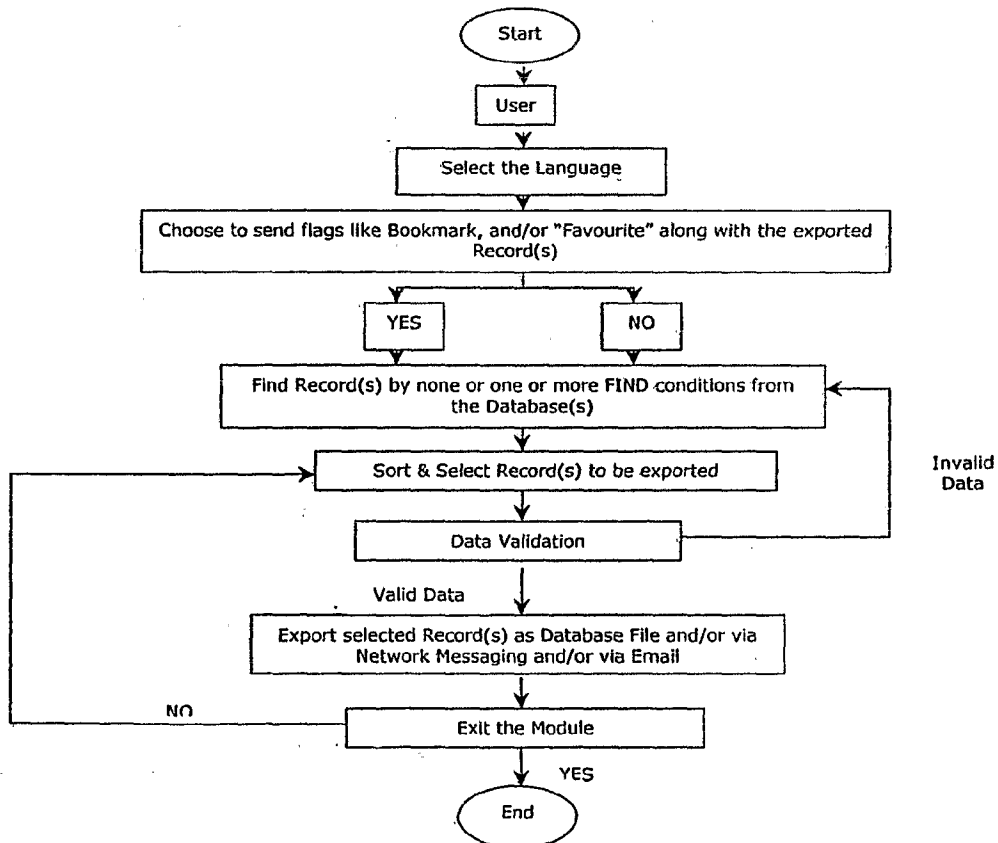 Start
User
Select the Language
Choose to send flags like Bookmark, and/or "Favourite" along with the exported
Record(s)
YES
NO
Find Record(s) by none or one or more FIND conditions from
the Database(s)
Sort & Select Record(s) to be exported
Invalid
Data
Data Validation
Valid Data
Export selected Record(s) as Database File and/or via
Network Messaging and/or via Email
NO
Exit the Module
YES
End